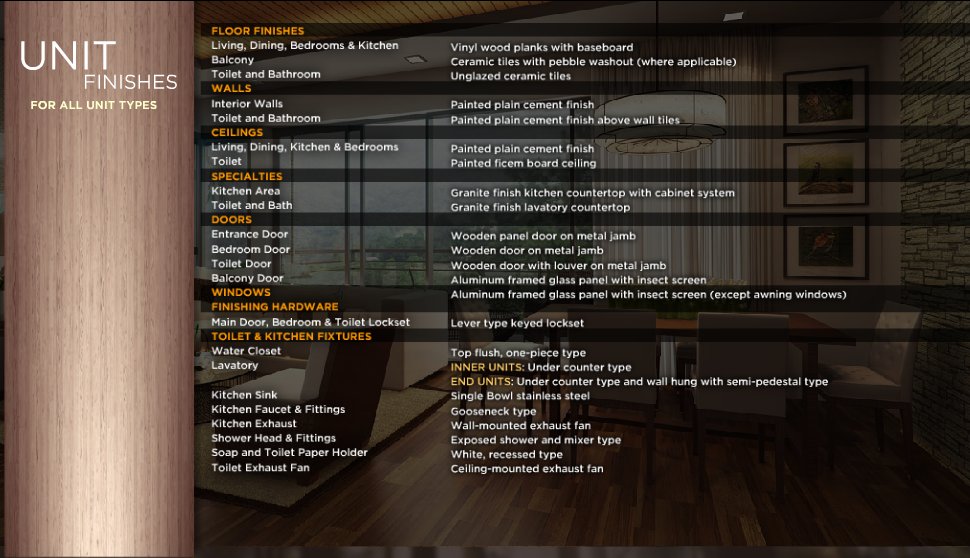 UNIT
FINISHES
FOR ALL UNIT TYPES
FLOOR FINISHES
Living, Dining, Bedrooms & Kitchen Vinyl wood planks with baseboard
Balcony Ceramic tiles with pebble washout (where applicable)
Toilet and Bathroom Unglazed ceramic tiles
WALLS
Interior Walls Painted plain cement finish
Toilet and Bathroom Painted plain cement finish above wall tiles
CEILINGS
Living, Dining, Kitchen & Bedrooms Painted plain cement finish
Toilet Painted ficem board ceiling
SPECIALTIES
Kitchen Area Granite finish kitchen countertop with cabinet system
Toilet and Bath Granite finish lavatory countertop
DOORS
Entrance Door Wooden panel door on metal jamb
Bedroom Door Wooden door on metal jamb
Toilet Door Wooden door with louver on metal jamb
Balcony Door Aluminum framed glass panel with insect screen
WINDOWS Aluminum framed glass panel with insect screen (except awning windows)
FINISHING HARDWARE
Main Door, Bedroom & Toilet Lockset Lever type keyed lockset
TOILET & KITCHEN FIXTURES
Water Closet Top flush, one-piece type
Lavatory INNER UNITS: Under counter type
END UNITS: Under counter type and wall hung with semi-pedestal type
Kitchen Sink Single Bowl stainless steel
Kitchen Faucet & Fittings Gooseneck type
Kitchen Exhaust Wall-mounted exhaust fan
Shower Head & Fittings Exposed shower and mixer type
Soap and Toilet Paper Holder White, recessed type
Toilet Exhaust Fan Ceiling-mounted exhaust fan